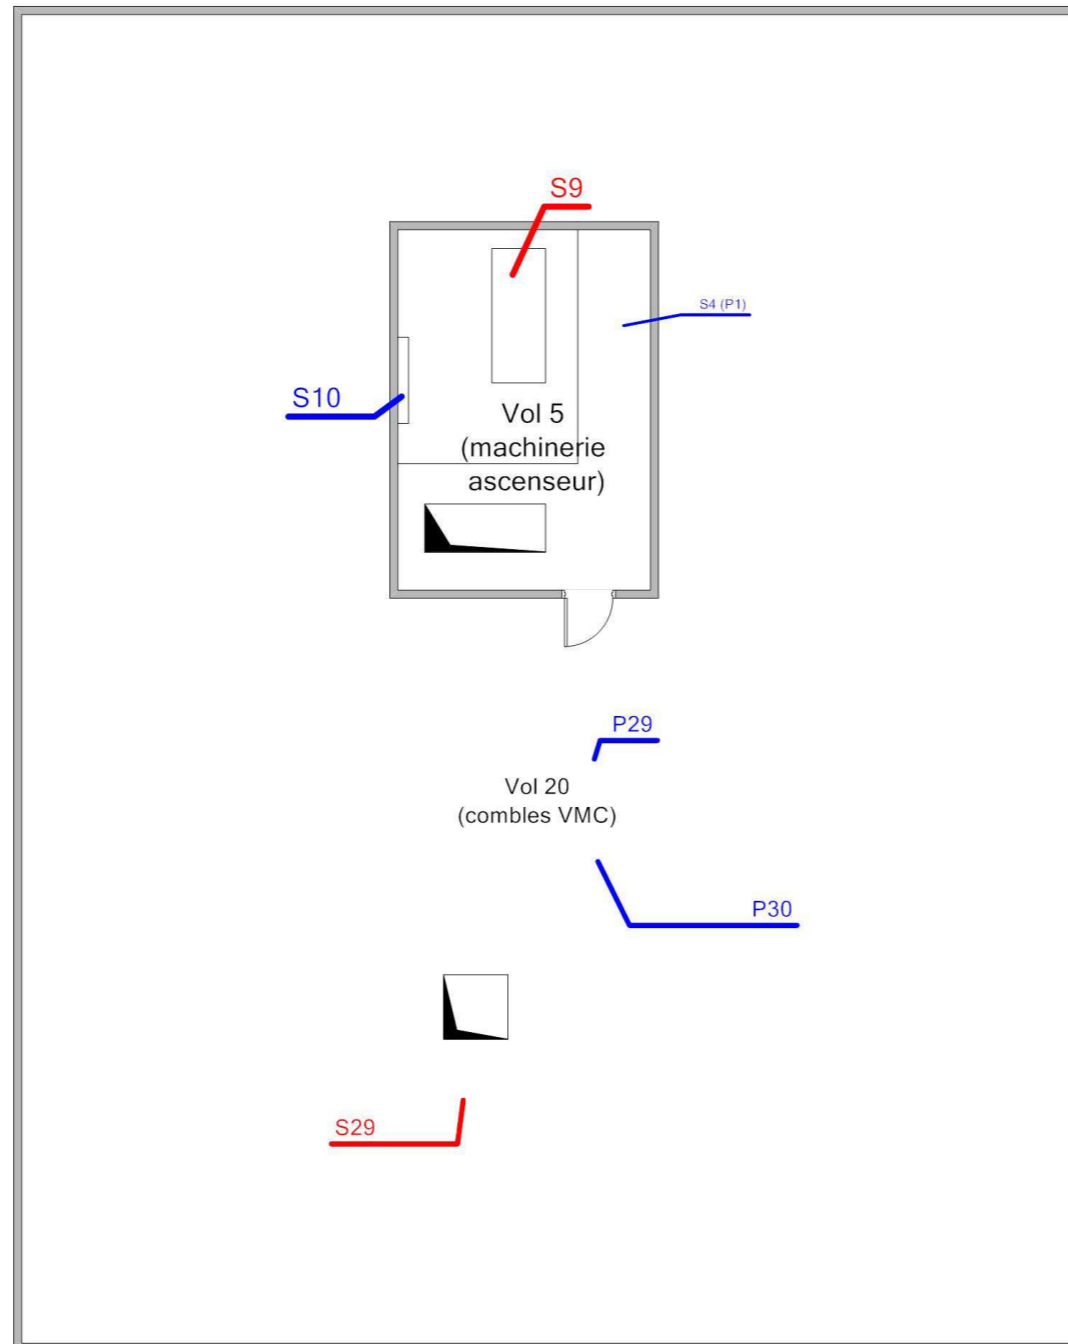 S9
S4 (P1)
S10
Vol 5
(machinerie
ascenseur)
P29
Vol 20
(combles VMC)
P30
S29